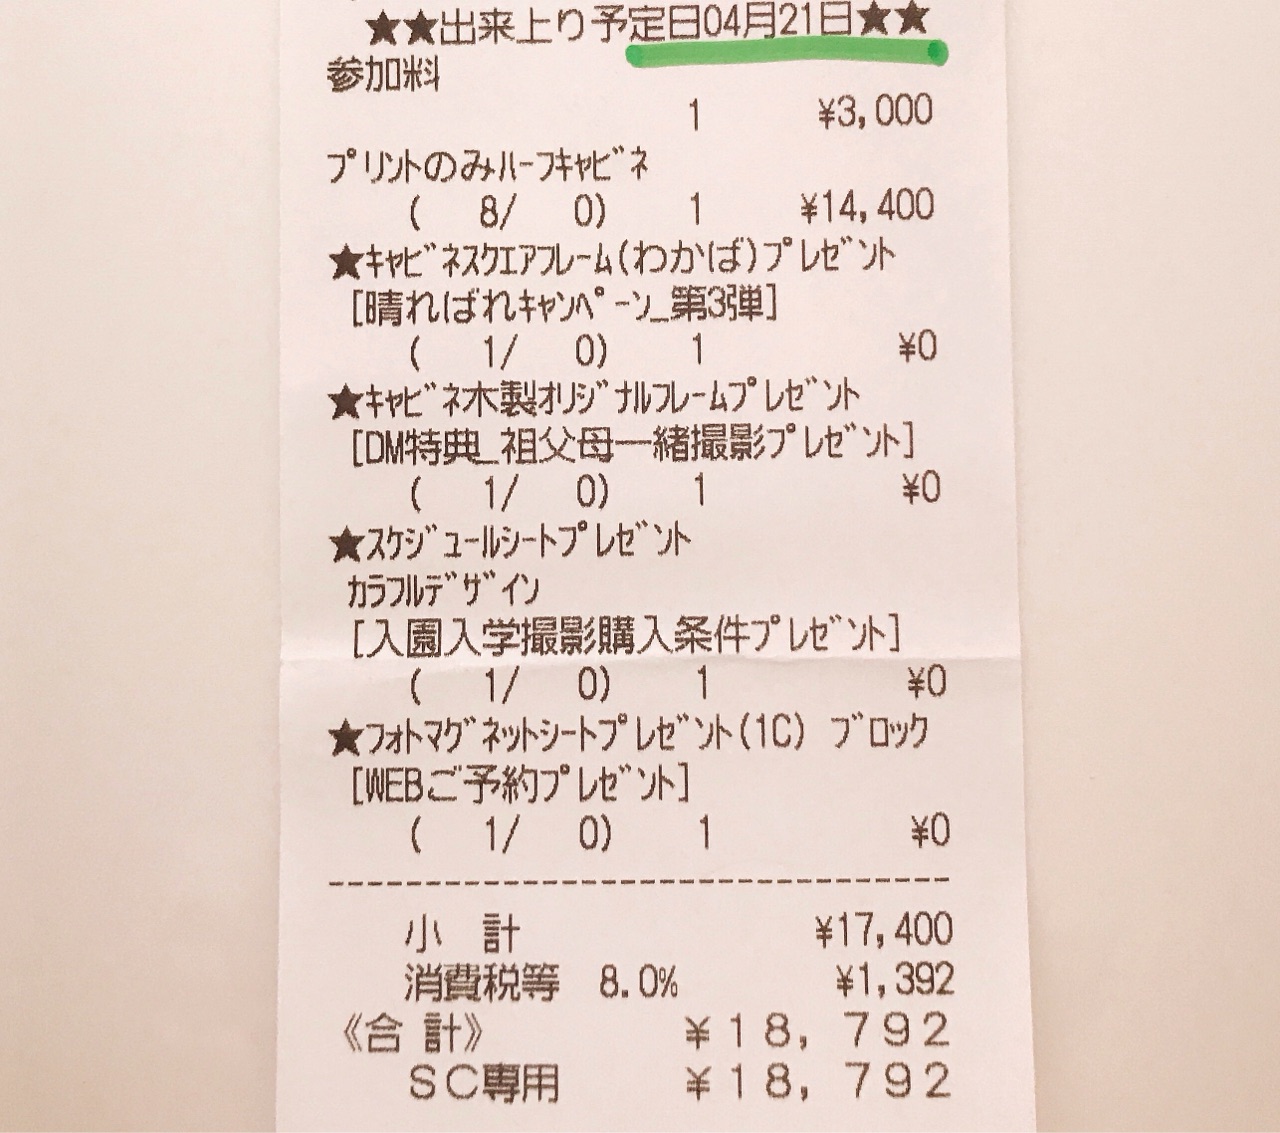 ★★出来上り予定日04月21日★★
参加料
1 ¥3,000
プリントのみハーフキャビネ
( 8/ 0) 1 ¥14,400
★キャビネスクエアフレーム(わかば)プレゼント
[晴ればれキャンペーン_第3弾]
( 1/ 0) 1 ¥0
★キャビネ木製オリジナルフレームプレゼント
[DM特典_祖父母一緒撮影プレゼント]
( 1/ 0) 1 ¥0
★スケジュールシートプレゼント
カラフルデザイン
[入園入学撮影購入条件プレゼント]
( 1/ 0) 1 ¥0
★フォトマグネットシートプレゼント(1C) ブロック
[WEBご予約プレゼント]
( 1/ 0) 1 ¥0
--------------------------------
小 計 ¥17,400
消費税等 8.0% ¥1,392
《合 計》 ¥18,792
SC専用 ¥18,792